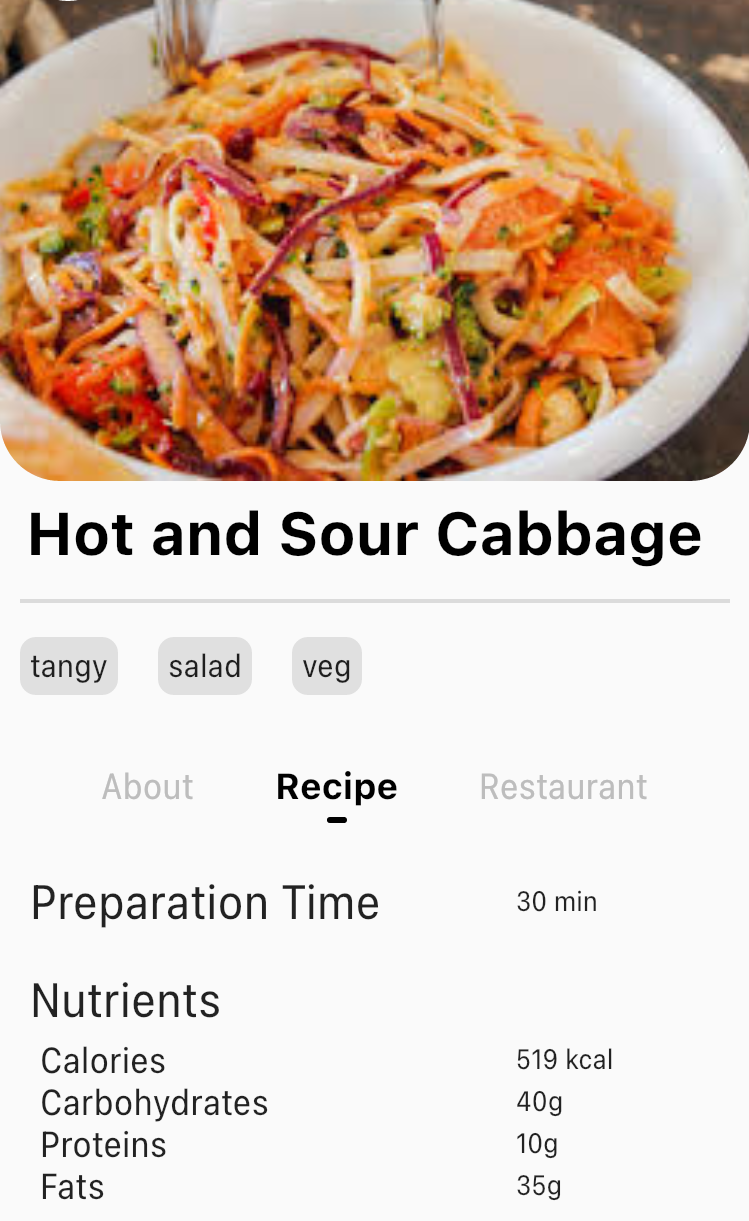 Hot and Sour Cabbage
tangy salad veg
About Recipe Restaurant
Preparation Time 30 min
Nutrients
Calories 519 kcal
Carbohydrates 40g
Proteins 10g
Fats 35g